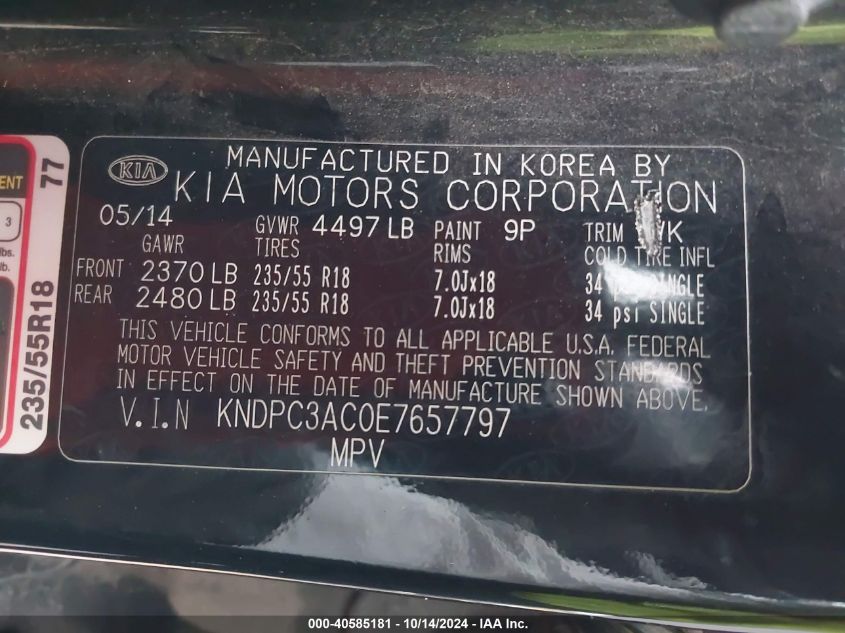 MANUFACTURED IN KOREA BY
KIA KIA MOTORS CORPORATION
05/14 GVWR 4497 LB PAINT 9P TRIM
GAWR TIRES RIMS COLD TIRE INFL
FRONT 2370 LB 235/55 R18 7.0Jx18 34 psi SINGLE
REAR 2480 LB 235/55 R18 7.0Jx18 34 psi SINGLE
THIS VEHICLE CONFORMS TO ALL APPLICABLE U.S.A. FEDERAL
MOTOR VEHICLE SAFETY AND THEFT PREVENTION STANDARDS
IN EFFECT ON THE DATE OF MANUFACTURE SHOWN ABOVE.
V.I.N KNDPC3AC0E7657797
MPV
77
235/55R18
3
lbs.
lb.
000-40585181 - 10/14/2024 - IAA Inc.